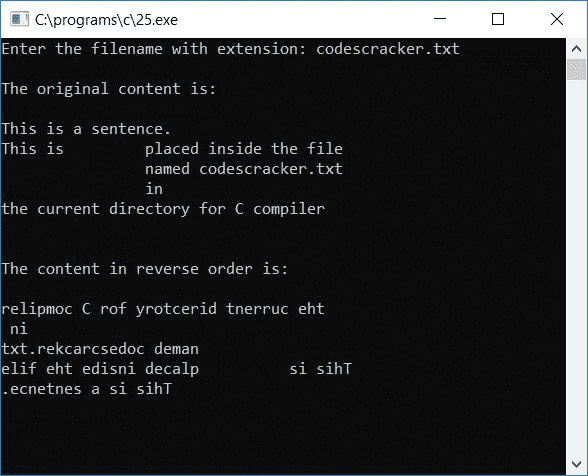 C:\programs\c\25.exe
Enter the filename with extension: codescracker.txt
The original content is:
This is a sentence.
This is         placed inside the file
                named codescracker.txt
                in
the current directory for C compiler
The content in reverse order is:
relipmoc C rof yrotcerid tnerruc eht
 ni
txt.rekcarcsedoc deman
elif eht edisni decalp          si sihT
.ecnetnes a si sihT